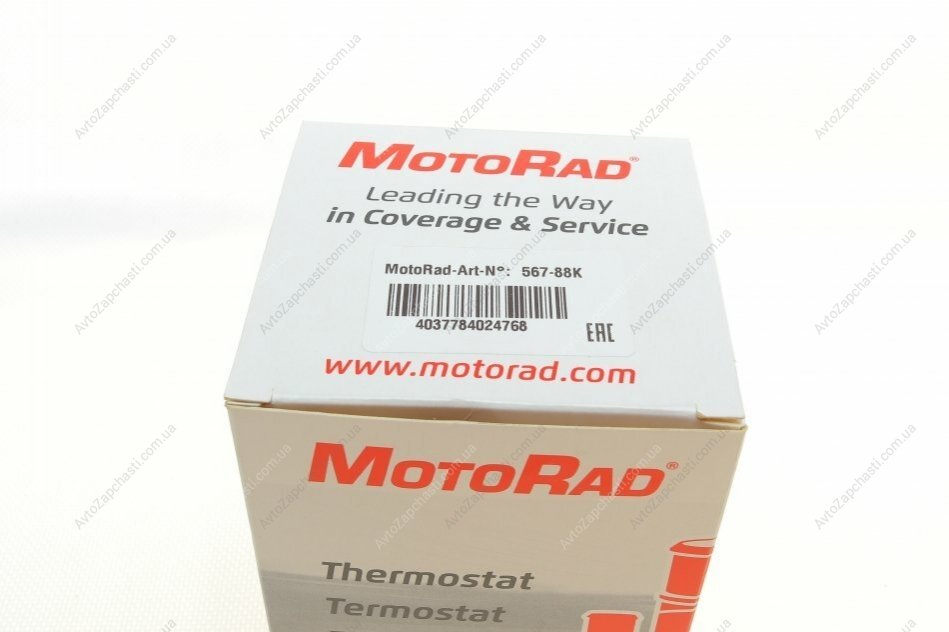 MOTORAD®
Leading the Way
in Coverage & Service
MotoRad-Art-N°: 567-88K
4037784024768
EAC
www.motorad.com
MOTORAD®
Thermostat
Termostat
AvtoZapchasti.com.ua